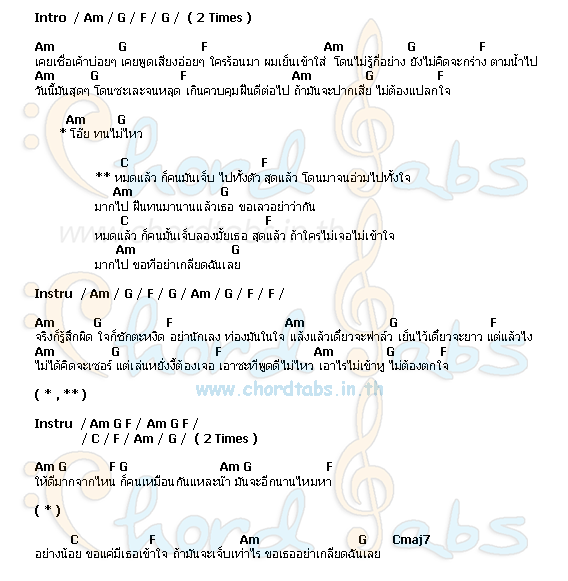 Intro / Am / G / F / G / ( 2 Times )
Am G F Am G F
เคยเชื่อเค้าบ่อยๆ เคยพูดเสียงอ่อยๆ ใครร้อนมา ผมเย็นเข้าใส่ โดนไม่รู้กี่อย่าง ยังไม่คิดจะกร่าง ตามน้ำไป
Am G F Am G F
วันนี้มันสุดๆ โดนซะเละจนหลุด เกินควบคุมฝืนดีต่อไป ถ้ามันจะปากเสีย ไม่ต้องแปลกใจ
Am G
* โอ๊ย ทนไม่ไหว
C F
** หมดแล้ว ก็คนมันเจ็บ ไปทั้งตัว สุดแล้ว โดนมาจนอ่วมไปทั้งใจ
Am G
มากไป ฝืนทนมานานแล้วเธอ ขอเลวอย่าว่ากัน
C F
หมดแล้ว ก็คนมันเจ็บลองมั้ยเธอ สุดแล้ว ถ้าใครไม่เจอไม่เข้าใจ
Am G
มากไป ขอทีอย่าเกลียดฉันเลย
Instru / Am / G / F / G / Am / G / F / F /
Am G F Am G F
จริงก็รู้สึกผิด ใจก็ชักตะหงิด อย่านักเลง ท่องมันในใจ แล้งแล้วเดี๋ยวจะฟาล์ว เย็นไว้เดี๋ยวจะยาว แต่แล้วไง
Am G F Am G F
ไม่ได้คิดจะเซอร์ แต่เล่นหยั่งงี้ต้องเจอ เอาซะทีพูดดีไม่ไหว เอาไรไม่เข้าหู ไม่ต้องตกใจ
( * , ** )
Instru / Am G F / Am G F /
/ C / F / Am / G / ( 2 Times )
Am G F G Am G F
ให้ดีมากจากไหน ก็คนเหมือนกันแหละน้า มันจะอีกนานไหมหา
( * )
C F Am G Cmaj7
อย่างน้อย ขอแค่มีเธอเข้าใจ ถ้ามันจะเจ็บเท่าไร ขอเธออย่าเกลียดฉันเลย
www.chordtabs.in.th